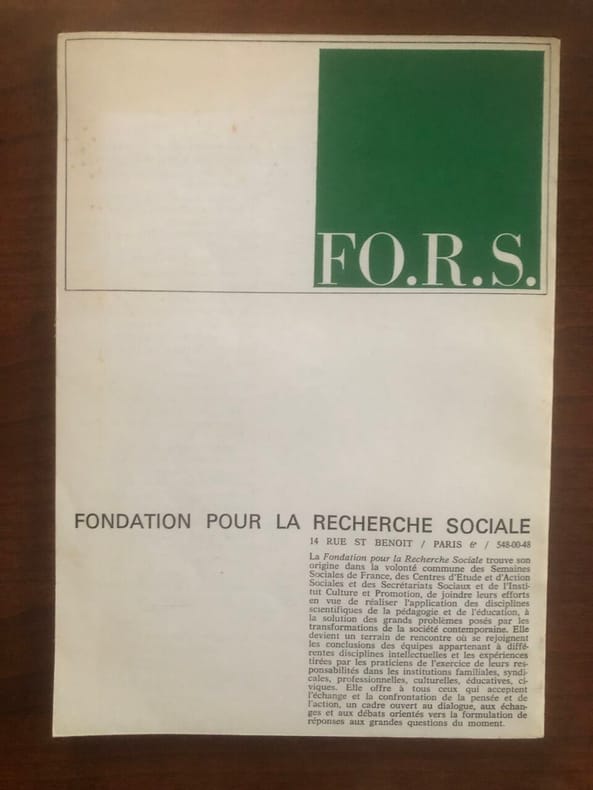 FO.R.S.
FONDATION POUR LA RECHERCHE SOCIALE
14 RUE ST BENOIT / PARIS 6e / 548-00-48
La Fondation pour la Recherche Sociale trouve son
origine dans la volonté commune des Semaines
Sociales de France, des Centres d'Etude et d'Action
Sociales et des Secrétariats Sociaux et de l'Insti-
tut Culture et Promotion, de joindre leurs efforts
en vue de réaliser l'application des disciplines
scientifiques de la pédagogie et de l'éducation, à
la solution des grands problèmes posés par les
transformations de la société contemporaine. Elle
devient un terrain de rencontre où se rejoignent
les conclusions des équipes appartenant à diffé-
rentes disciplines intellectuelles et les expériences
tirées par les praticiens de l'exercice de leurs res-
ponsabilités dans les institutions familiales, syndi-
cales, professionnelles, culturelles, éducatives, ci-
viques. Elle offre à tous ceux qui acceptent
l'échange et la confrontation de la pensée et de
l'action, un cadre ouvert au dialogue, aux échan-
ges et aux débats orientés vers la formulation de
réponses aux grandes questions du moment.